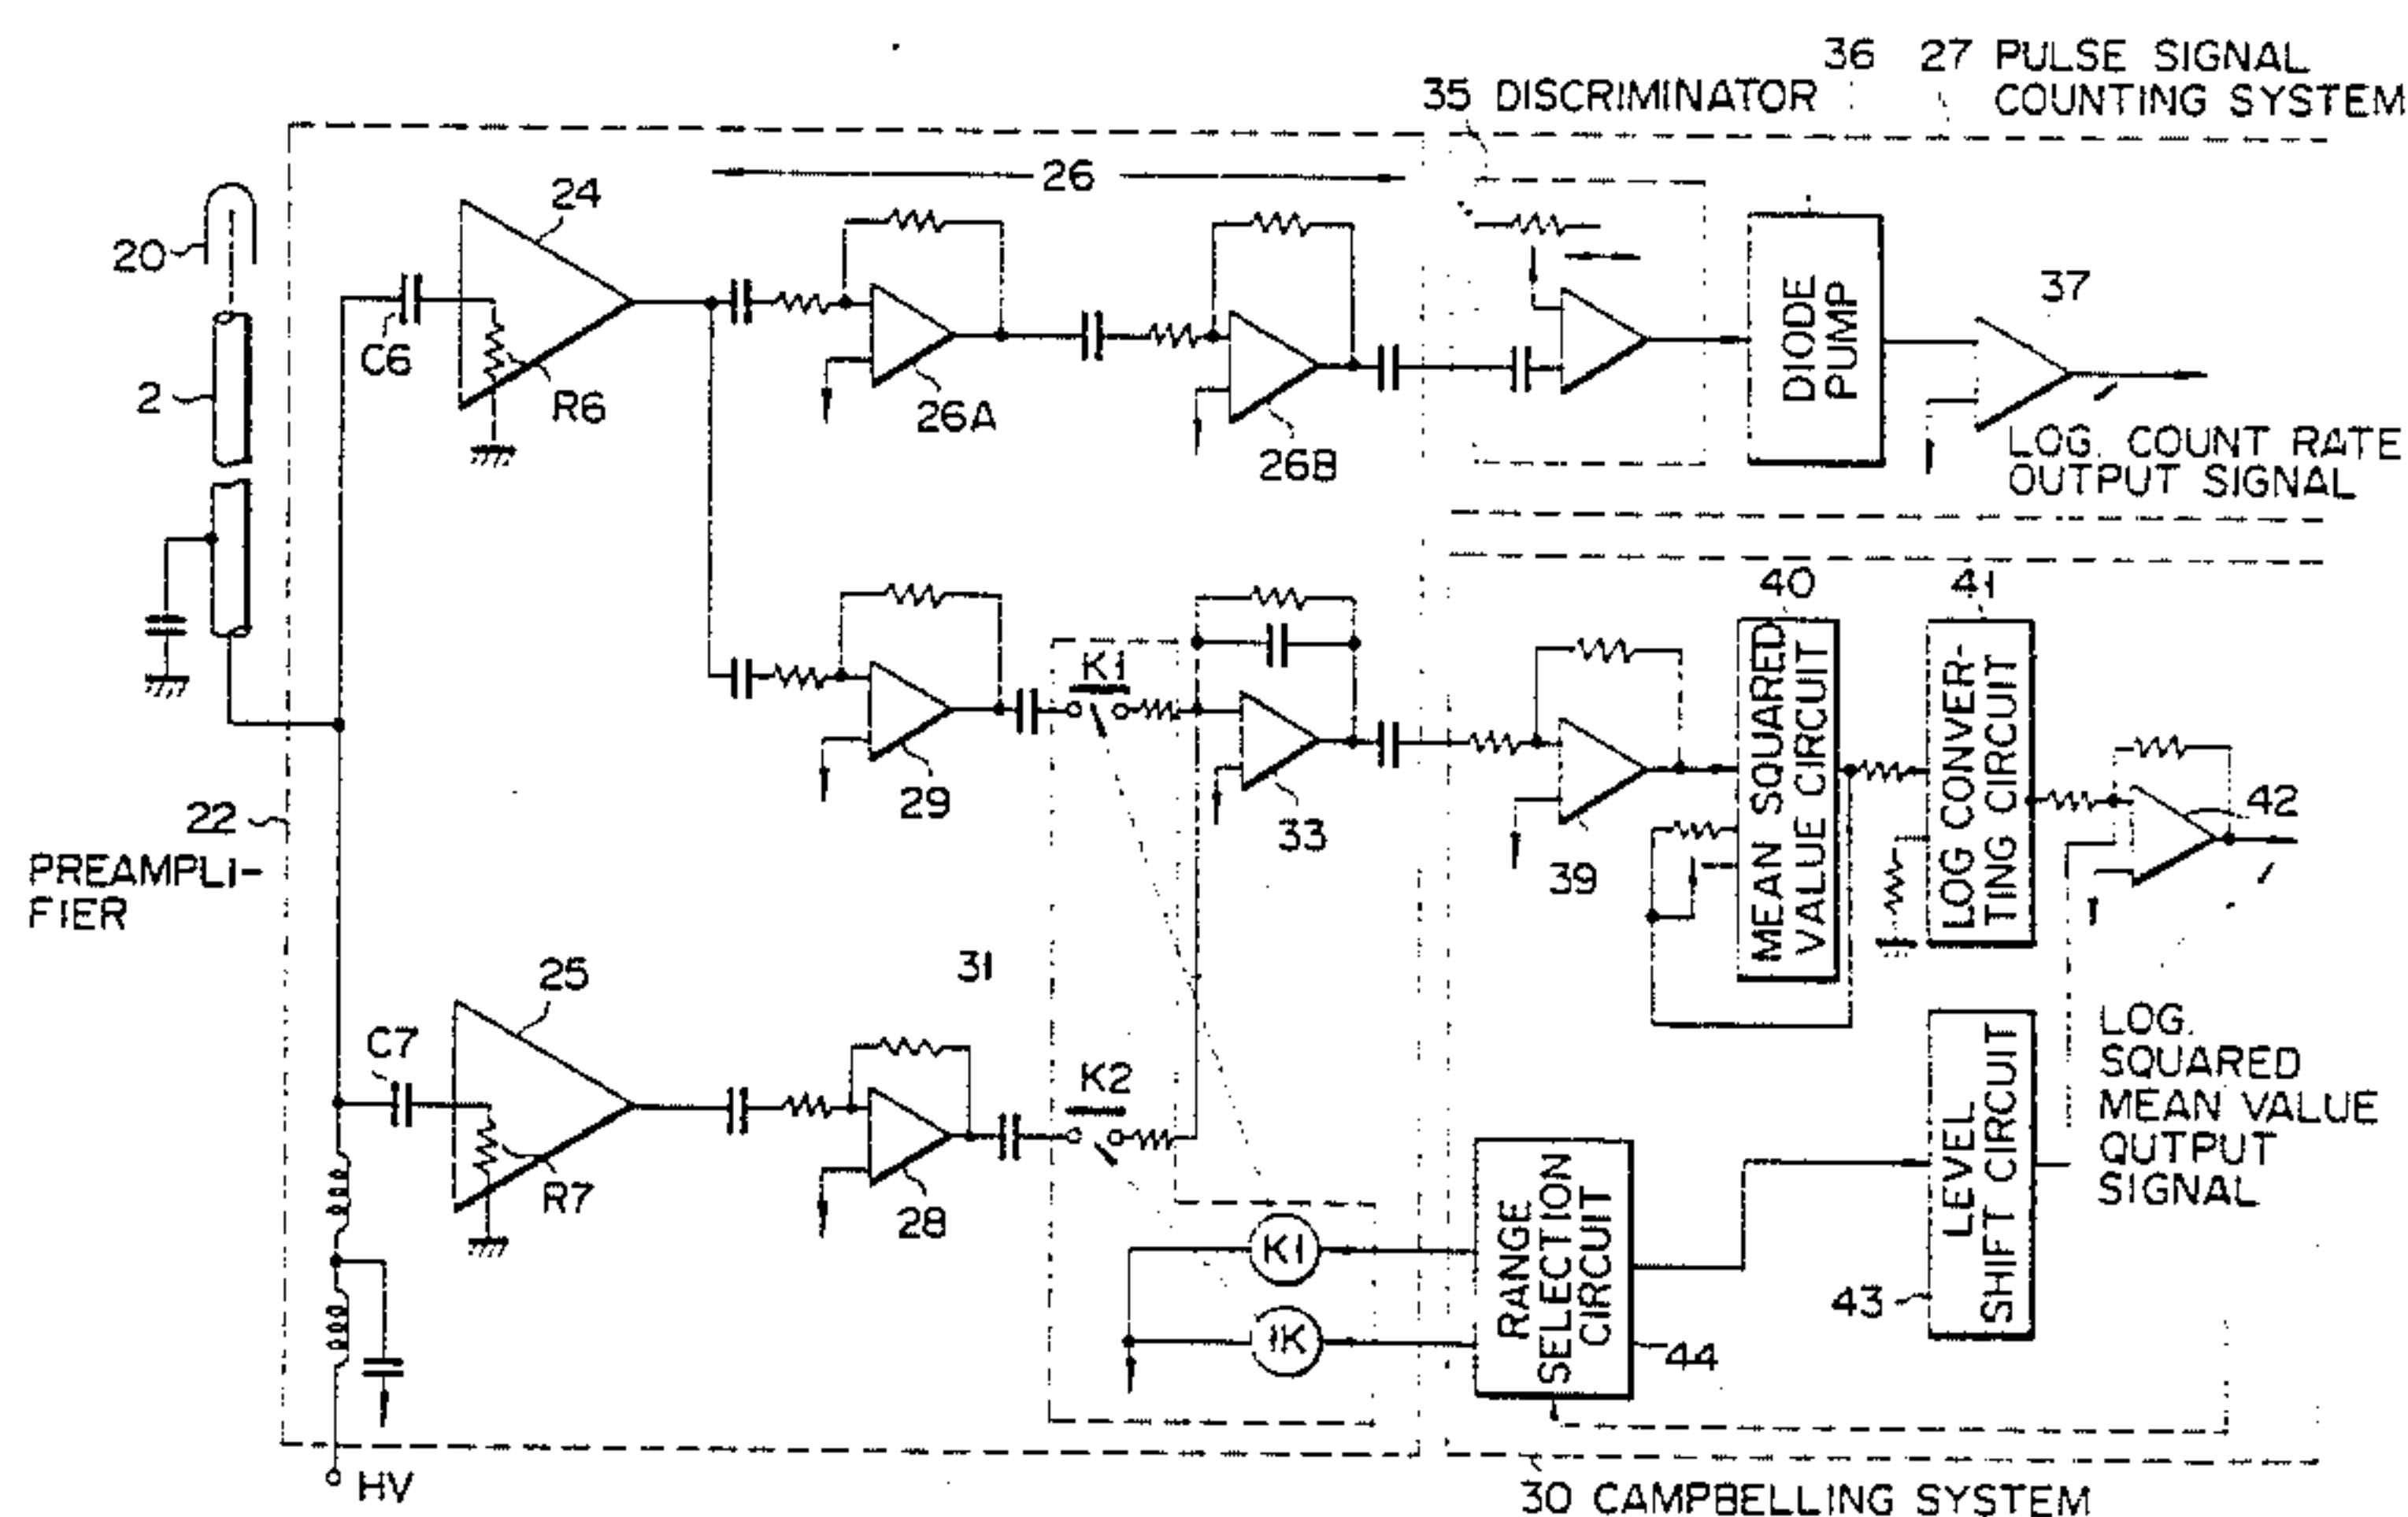 36 27 PULSE SIGNAL
35 DISCRIMINATOR COUNTING SYSTEM
26
24
20
37
C6
DIODE
PUMP
2
R6
26A
26B
LOG. COUNT RATE
OUTPUT SIGNAL
40 41
K1
MEAN SQUARED
VALUE CIRCUIT
LOG CONVER-
TING CIRCUIT
22
29
33
39
42
PREAMPLI-
FIER
31
25
C7
K2
LOG.
SQUARED
MEAN VALUE
OUTPUT
SIGNAL
R7
28
LEVEL
SHIFT CIRCUIT
K1
RANGE
SELECTION
CIRCUIT
43
1K
44
HV
30 CAMPBELLING SYSTEM